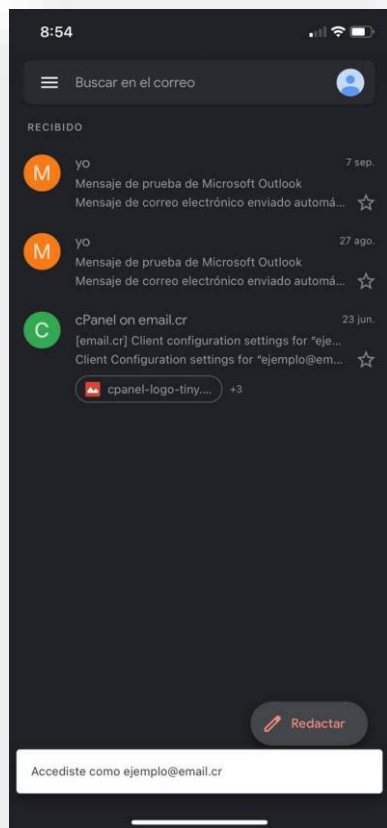 8:54
Buscar en el correo
RECIBIDO
M yo 7 sep.
Mensaje de prueba de Microsoft Outlook
Mensaje de correo electrónico enviado automá...
M yo 27 ago.
Mensaje de prueba de Microsoft Outlook
Mensaje de correo electrónico enviado automá...
C cPanel on email.cr 23 jun.
[email.cr] Client configuration settings for “eje...
Client Configuration settings for “ejemplo@em...
cpanel-logo-tiny.... +3
Redactar
Accediste como ejemplo@email.cr